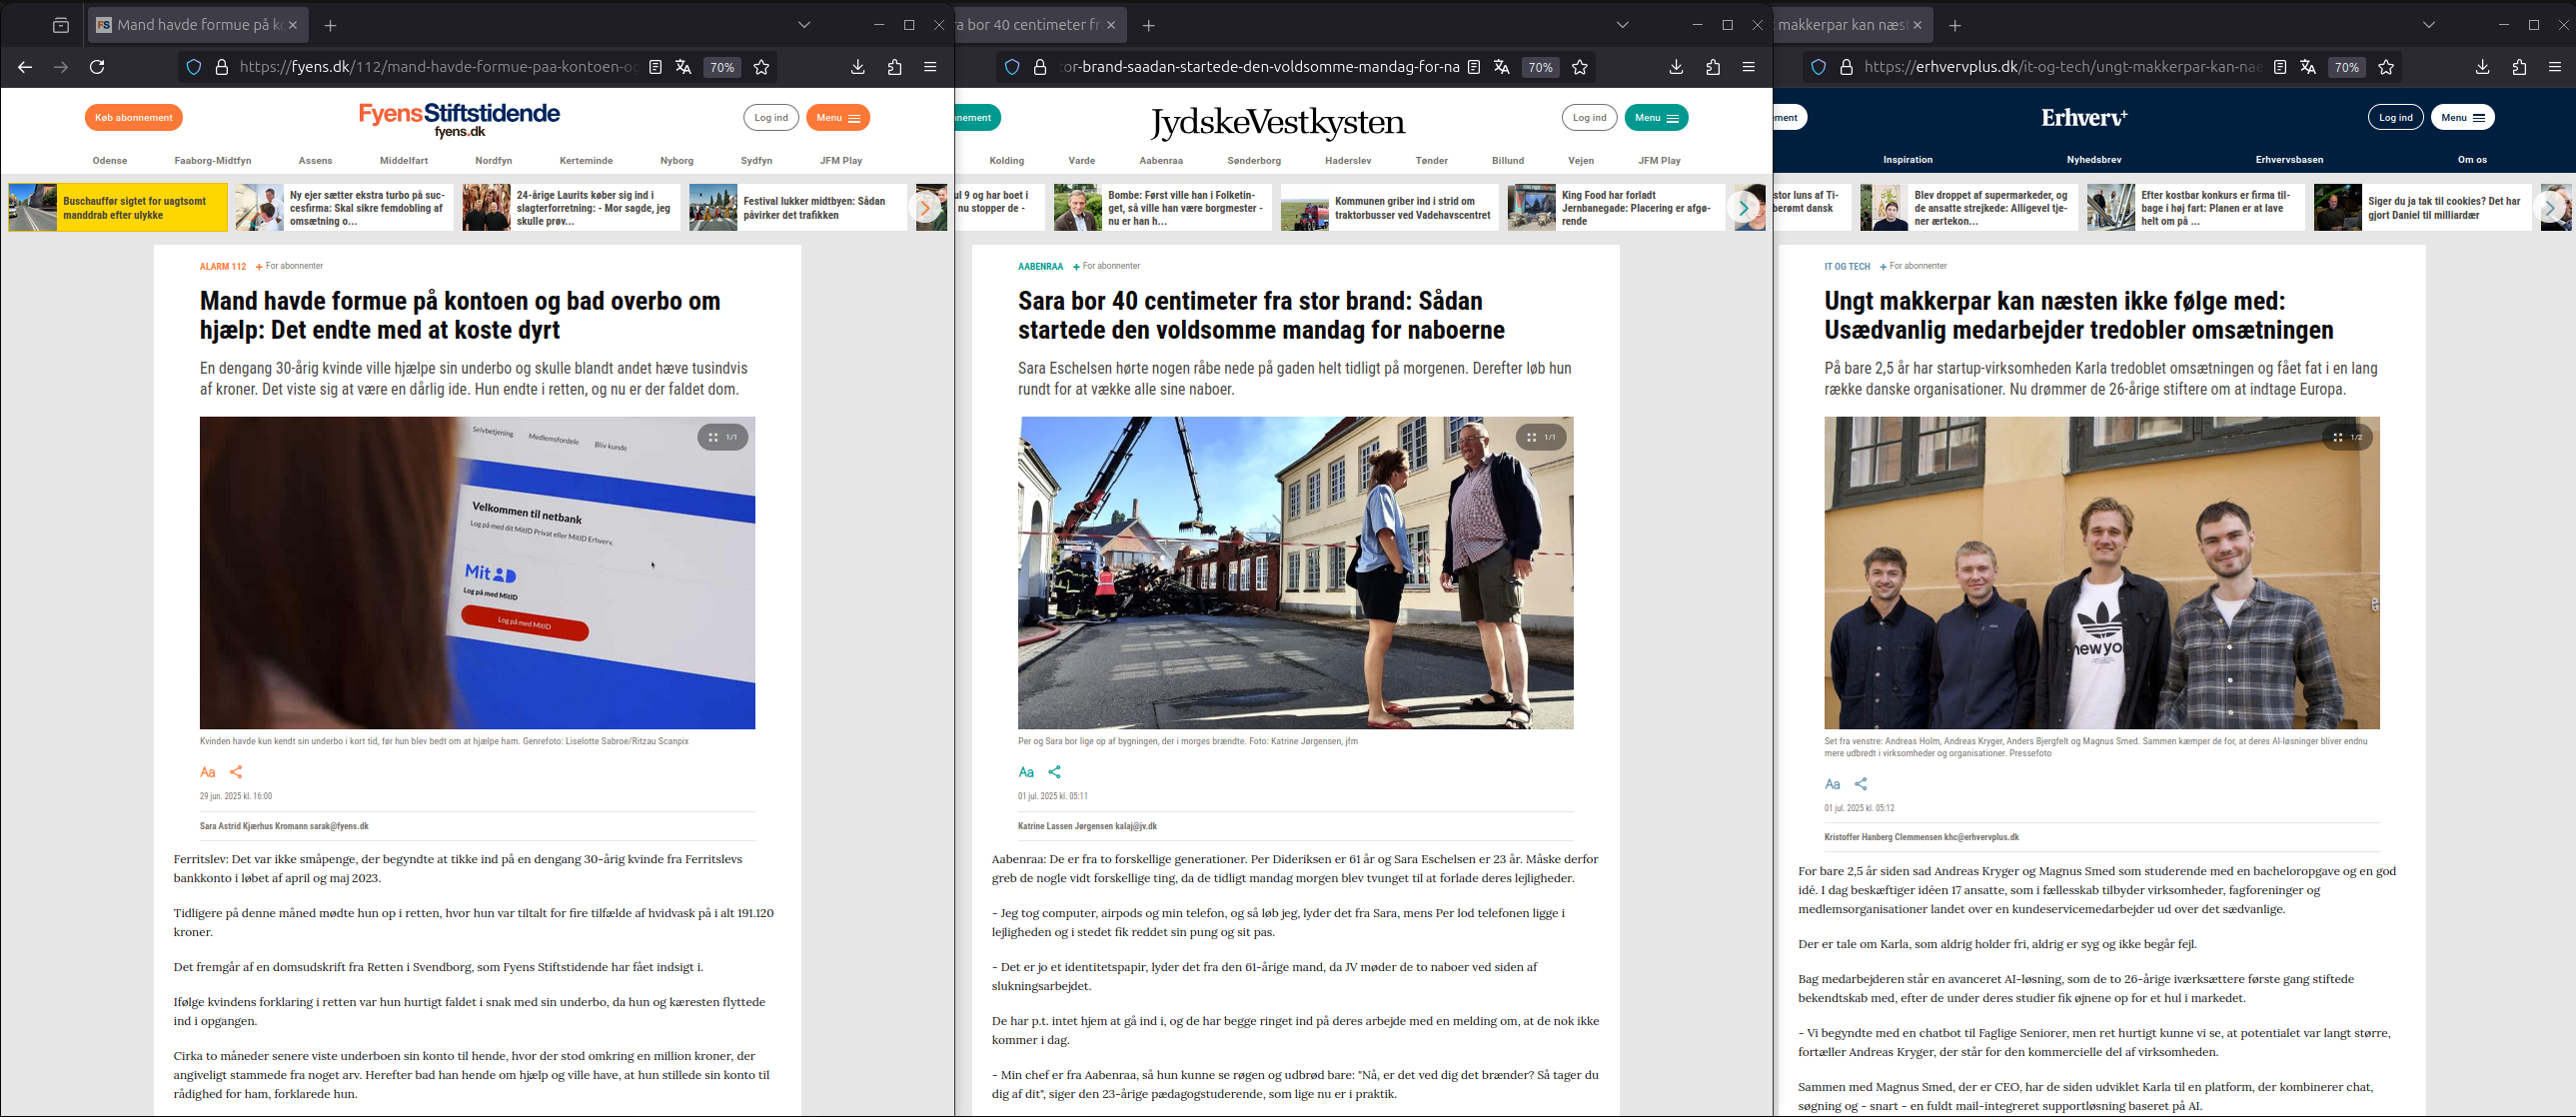 Mand havde formue på k
https://fyens.dk/112/mand-havde-formue-paa-kontoen-og
70%
Køb abonnement
FyensStiftstidende
fyens.dk
Log ind
Menu
Odense
Faaborg-Midtfyn
Assens
Middelfart
Nordfyn
Kerteminde
Nyborg
Sydfyn
JFM Play
Buschauffør sigtet for uagtsomt
manddrab efter ulykke
Ny ejer sætter ekstra turbo på suc-
cesfirma: Skal sikre femdobling af
omsætning o...
24-årige Laurits køber sig ind i
slagterforretning: - Mor sagde, jeg
skulle prøv...
Festival lukker midtbyen: Sådan
påvirker det trafikken
ALARM 112
+ For abonnenter
Mand havde formue på kontoen og bad overbo om
hjælp: Det endte med at koste dyrt
En dengang 30-årig kvinde ville hjælpe sin underbo og skulle blandt andet hæve tusindvis
af kroner. Det viste sig at være en dårlig ide. Hun endte i retten, og nu er der faldet dom.
Selvbetjening
Medlemsfordele
Bliv kunde
1/1
Velkommen til netbank
Log på med dit MitID Privat eller MitID Erhverv.
Mit ID
Log på med MitID
Log på med MitID
Kvinden havde kun kendt sin underbo i kort tid, før hun blev bedt om at hjælpe ham. Genrefoto: Liselotte Sabroe/Ritzau Scanpix
Aa
29 jun. 2025 kl. 16:00
Sara Astrid Kjærhus Kromann sarak@fyens.dk
Ferritslev: Det var ikke småpenge, der begyndte at tikke ind på en dengang 30-årig kvinde fra Ferritslevs
bankkonto i løbet af april og maj 2023.
Tidligere på denne måned mødte hun op i retten, hvor hun var tiltalt for fire tilfælde af hvidvask på i alt 191.120
kroner.
Det fremgår af en domsudskrift fra Retten i Svendborg, som Fyens Stiftstidende har fået indsigt i.
Ifølge kvindens forklaring i retten var hun hurtigt faldet i snak med sin underbo, da hun og kæresten flyttede
ind i opgangen.
Cirka to måneder senere viste underboen sin konto til hende, hvor der stod omkring en million kroner, der
angiveligt stammede fra noget arv. Herefter bad han hende om hjælp og ville have, at hun stillede sin konto til
rådighed for ham, forklarede hun.
ra bor 40 centimeter fr
tor-brand-saadan-startede-den-voldsomme-mandag-for-na
70%
nnement
JydskeVestkysten
Log ind
Menu
Kolding
Varde
Aabenraa
Sønderborg
Haderslev
Tønder
Billund
Vejen
JFM Play
ul 9 og har boet i
nu stopper de -
Bombe: Først ville han i Folketin-
get, så ville han være borgmester -
nu er han h...
Kommunen griber ind i strid om
traktorbusser ved Vadehavscentret
King Food har forladt
Jernbanegade: Placering er afgø-
rende
AABENRAA
+ For abonnenter
Sara bor 40 centimeter fra stor brand: Sådan
startede den voldsomme mandag for naboerne
Sara Eschelsen hørte nogen råbe nede på gaden helt tidligt på morgenen. Derefter løb hun
rundt for at vække alle sine naboer.
1/1
Per og Sara bor lige op af bygningen, der i morges brændte. Foto: Katrine Jørgensen, jfm
Aa
01 jul. 2025 kl. 05:11
Katrine Lassen Jørgensen kalaj@jv.dk
Aabenraa: De er fra to forskellige generationer. Per Dideriksen er 61 år og Sara Eschelsen er 23 år. Måske derfor
greb de nogle vidt forskellige ting, da de tidligt mandag morgen blev tvunget til at forlade deres lejligheder.
- Jeg tog computer, airpods og min telefon, og så løb jeg, lyder det fra Sara, mens Per lod telefonen ligge i
lejligheden og i stedet fik reddet sin pung og sit pas.
- Det er jo et identitetspapir, lyder det fra den 61-årige mand, da JV møder de to naboer ved siden af
slukningsarbejdet.
De har p.t. intet hjem at gå ind i, og de har begge ringet ind på deres arbejde med en melding om, at de nok ikke
kommer i dag.
- Min chef er fra Aabenraa, så hun kunne se røgen og udbrød bare: "Nå, er det ved dig det brænder? Så tager du
dig af dit", siger den 23-årige pædagogstuderende, som lige nu er i praktik.
t makkerpar kan næst
https://erhvervplus.dk/it-og-tech/ungt-makkerpar-kan-nae
70%
ement
Erhverv+
Log ind
Menu
Inspiration
Nyhedsbrev
Erhvervsbasen
Om os
stor luns af Ti-
berømt dansk
Blev droppet af supermarkeder, og
de ansatte strejkede: Alligevel tje-
ner ærtekon...
Efter kostbar konkurs er firma til-
bage i høj fart: Planen er at lave
helt om på ...
Siger du ja tak til cookies? Det har
gjort Daniel til milliardær
IT OG TECH
+ For abonnenter
Ungt makkerpar kan næsten ikke følge med:
Usædvanlig medarbejder tredobler omsætningen
På bare 2,5 år har startup-virksomheden Karla tredoblet omsætningen og fået fat i en lang
række danske organisationer. Nu drømmer de 26-årige stiftere om at indtage Europa.
1/2
new yo
Set fra venstre: Andreas Holm, Andreas Kryger, Anders Bjergfelt og Magnus Smed. Sammen kæmper de for, at deres AI-løsninger bliver endnu
mere udbredt i virksomheder og organisationer. Pressefoto
Aa
01 jul. 2025 kl. 05:12
Kristoffer Hanberg Clemmensen khc@erhvervplus.dk
For bare 2,5 år siden sad Andreas Kryger og Magnus Smed som studerende med en bacheloropgave og en god
idé. I dag beskæftiger idéen 17 ansatte, som i fællesskab tilbyder virksomheder, fagforeninger og
medlemsorganisationer landet over en kundeservicemedarbejder ud over det sædvanlige.
Der er tale om Karla, som aldrig holder fri, aldrig er syg og ikke begår fejl.
Bag medarbejderen står en avanceret AI-løsning, som de to 26-årige iværksættere første gang stiftede
bekendtskab med, efter de under deres studier fik øjnene op for et hul i markedet.
- Vi begyndte med en chatbot til Faglige Seniorer, men ret hurtigt kunne vi se, at potentialet var langt større,
fortæller Andreas Kryger, der står for den kommercielle del af virksomheden.
Sammen med Magnus Smed, der er CEO, har de siden udviklet Karla til en platform, der kombinerer chat,
søgning og - snart - en fuldt mail-integreret supportløsning baseret på AI.